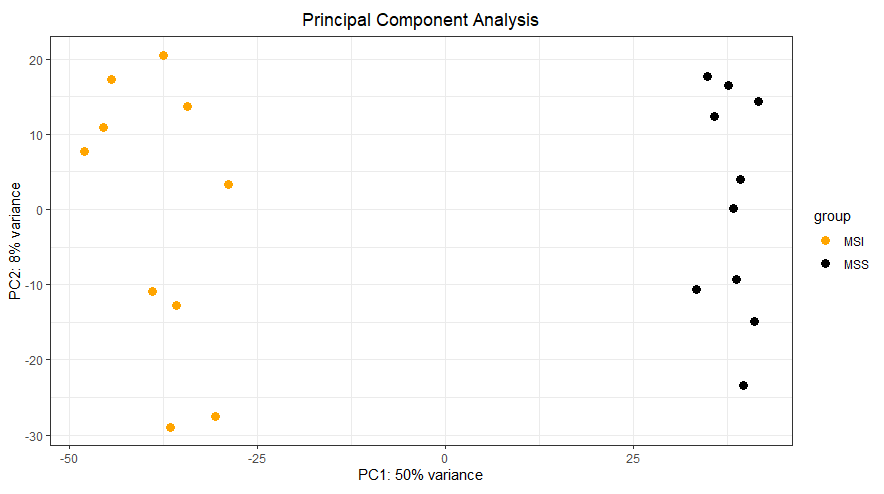 Principal Component Analysis
20
10
0
-10
-20
-30
PC2: 8% variance
-50
-25
0
25
PC1: 50% variance
group
MSI
MSS